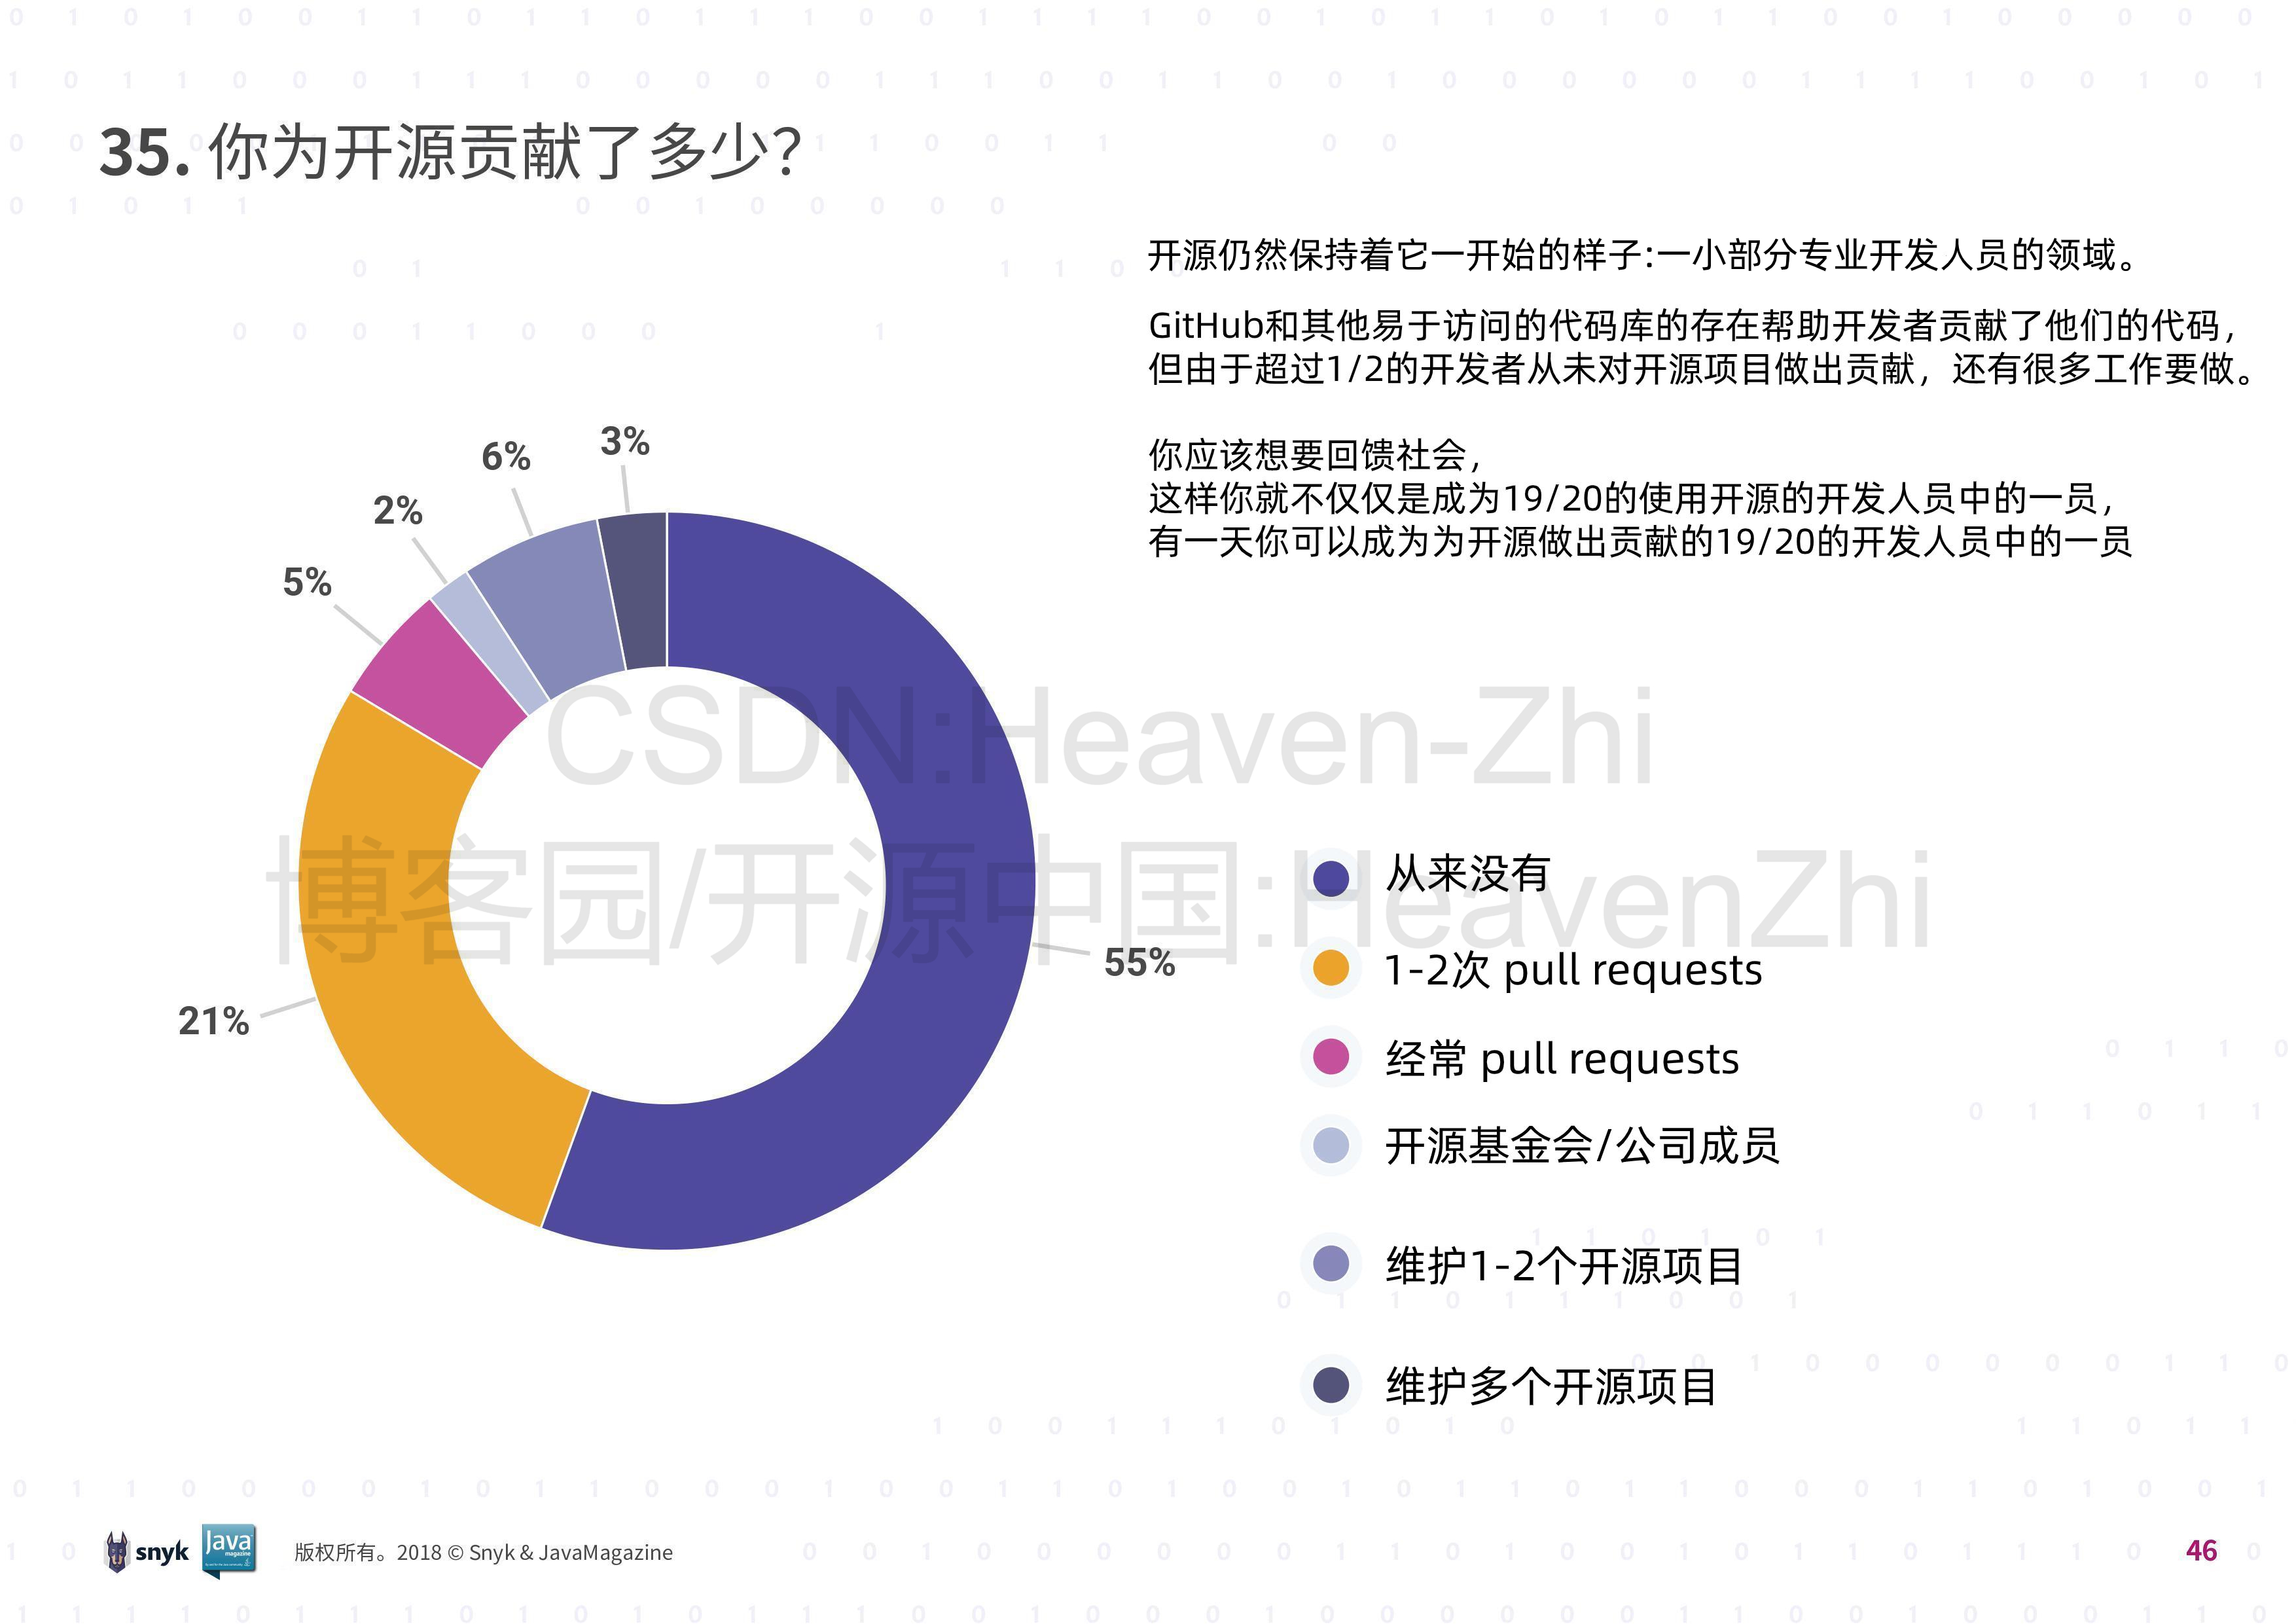 35. 你为开源贡献了多少?
开源仍然保持着它一开始的样子:一小部分专业开发人员的领域。
GitHub和其他易于访问的代码库的存在帮助开发者贡献了他们的代码,
但由于超过1/2的开发者从未对开源项目做出贡献,还有很多工作要做。
你应该想要回馈社会,
这样你就不仅仅是成为19/20的使用开源的开发人员中的一员,
有一天你可以成为为开源做出贡献的19/20的开发人员中的一员
3%
6%
2%
5%
21%
55%
CSDN:Heaven-Zhi
博客园/开源中国:HeavenZhi
从来没有
1-2次 pull requests
经常 pull requests
开源基金会/公司成员
维护1-2个开源项目
维护多个开源项目
snyk
Java
magazine
版权所有。2018 © Snyk & JavaMagazine
46